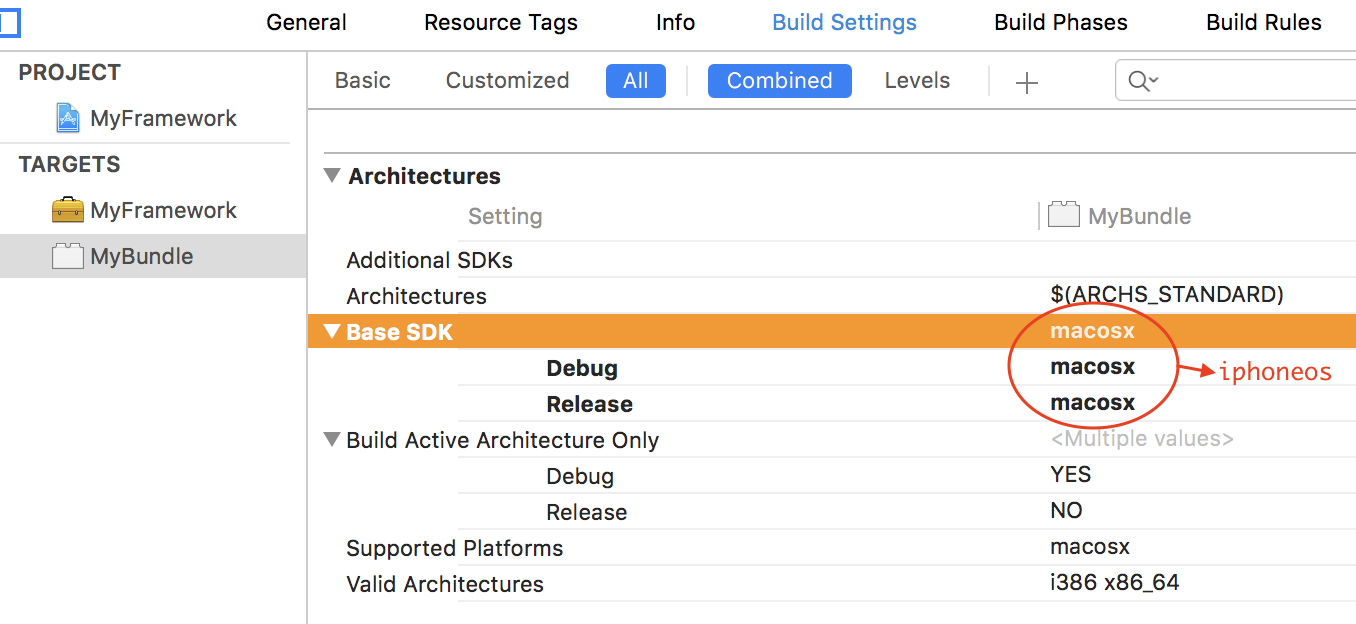 General Resource Tags Info Build Settings Build Phases Build Rules
PROJECT
MyFramework
TARGETS
MyFramework
MyBundle
Basic Customized All Combined Levels
Architectures
Setting MyBundle
Additional SDKs
Architectures $(ARCHS_STANDARD)
Base SDK macosx
Debug macosx iphoneos
Release macosx
Build Active Architecture Only <Multiple values>
Debug YES
Release NO
Supported Platforms macosx
Valid Architectures i386 x86_64